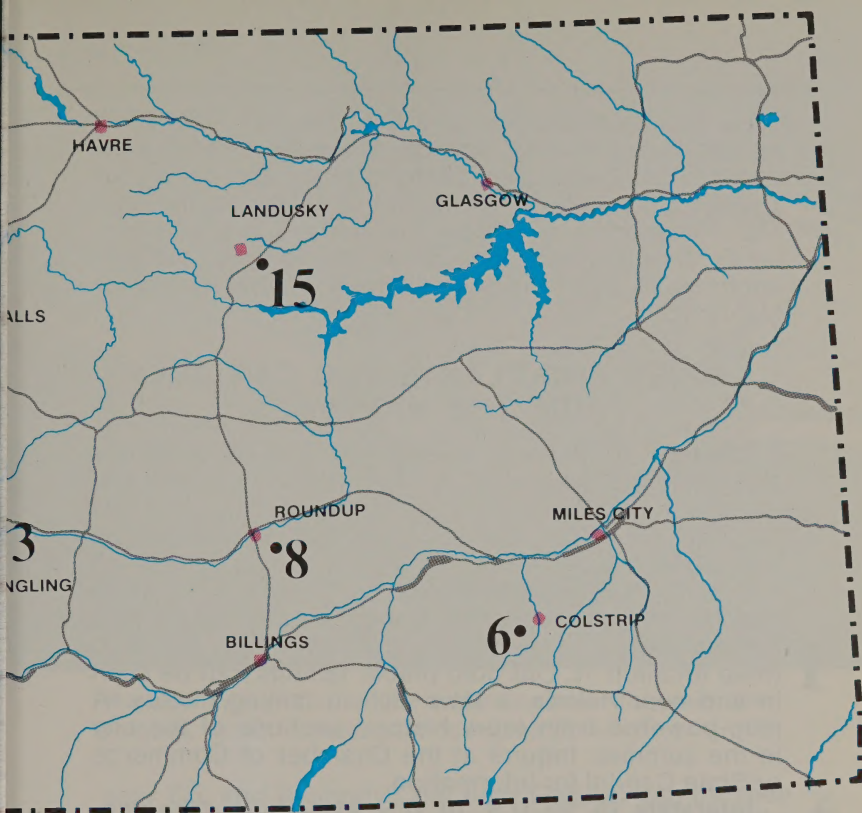 HAVRE
LANDUSKY
GLASGOW
15
ALLS
ROUNDUP
MILES CITY
3
8
NGLING
COLSTRIP
6
BILLINGS